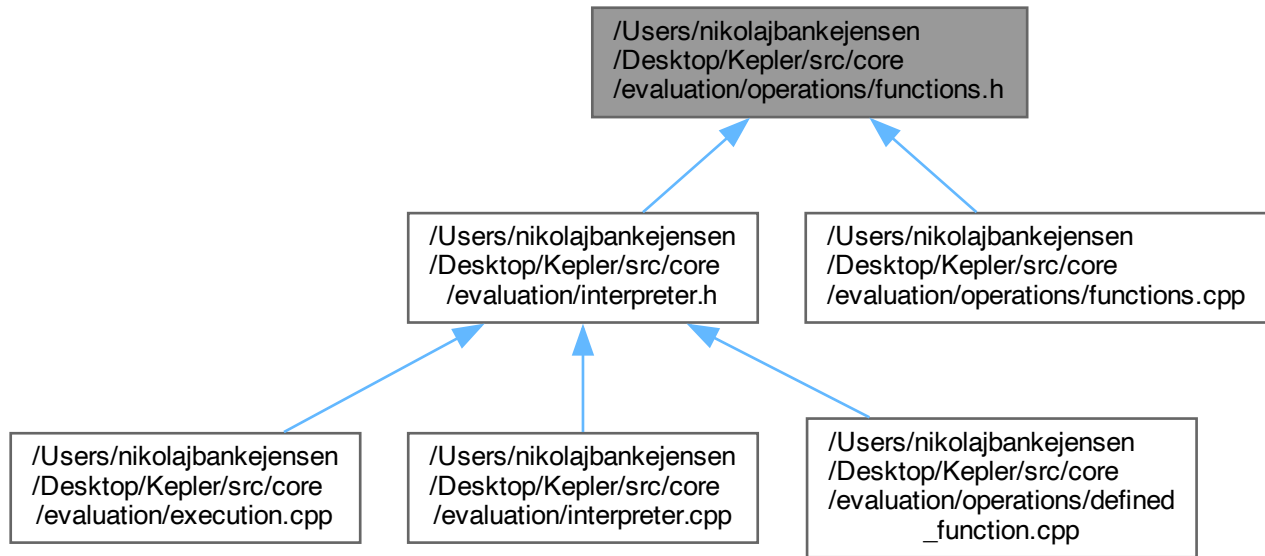 /Users/nikolajbankejensen
/Desktop/Kepler/src/core
/evaluation/operations/functions.h
/Users/nikolajbankejensen
/Desktop/Kepler/src/core
/evaluation/interpreter.h
/Users/nikolajbankejensen
/Desktop/Kepler/src/core
/evaluation/operations/functions.cpp
/Users/nikolajbankejensen
/Desktop/Kepler/src/core
/evaluation/execution.cpp
/Users/nikolajbankejensen
/Desktop/Kepler/src/core
/evaluation/interpreter.cpp
/Users/nikolajbankejensen
/Desktop/Kepler/src/core
/evaluation/operations/defined
_function.cpp